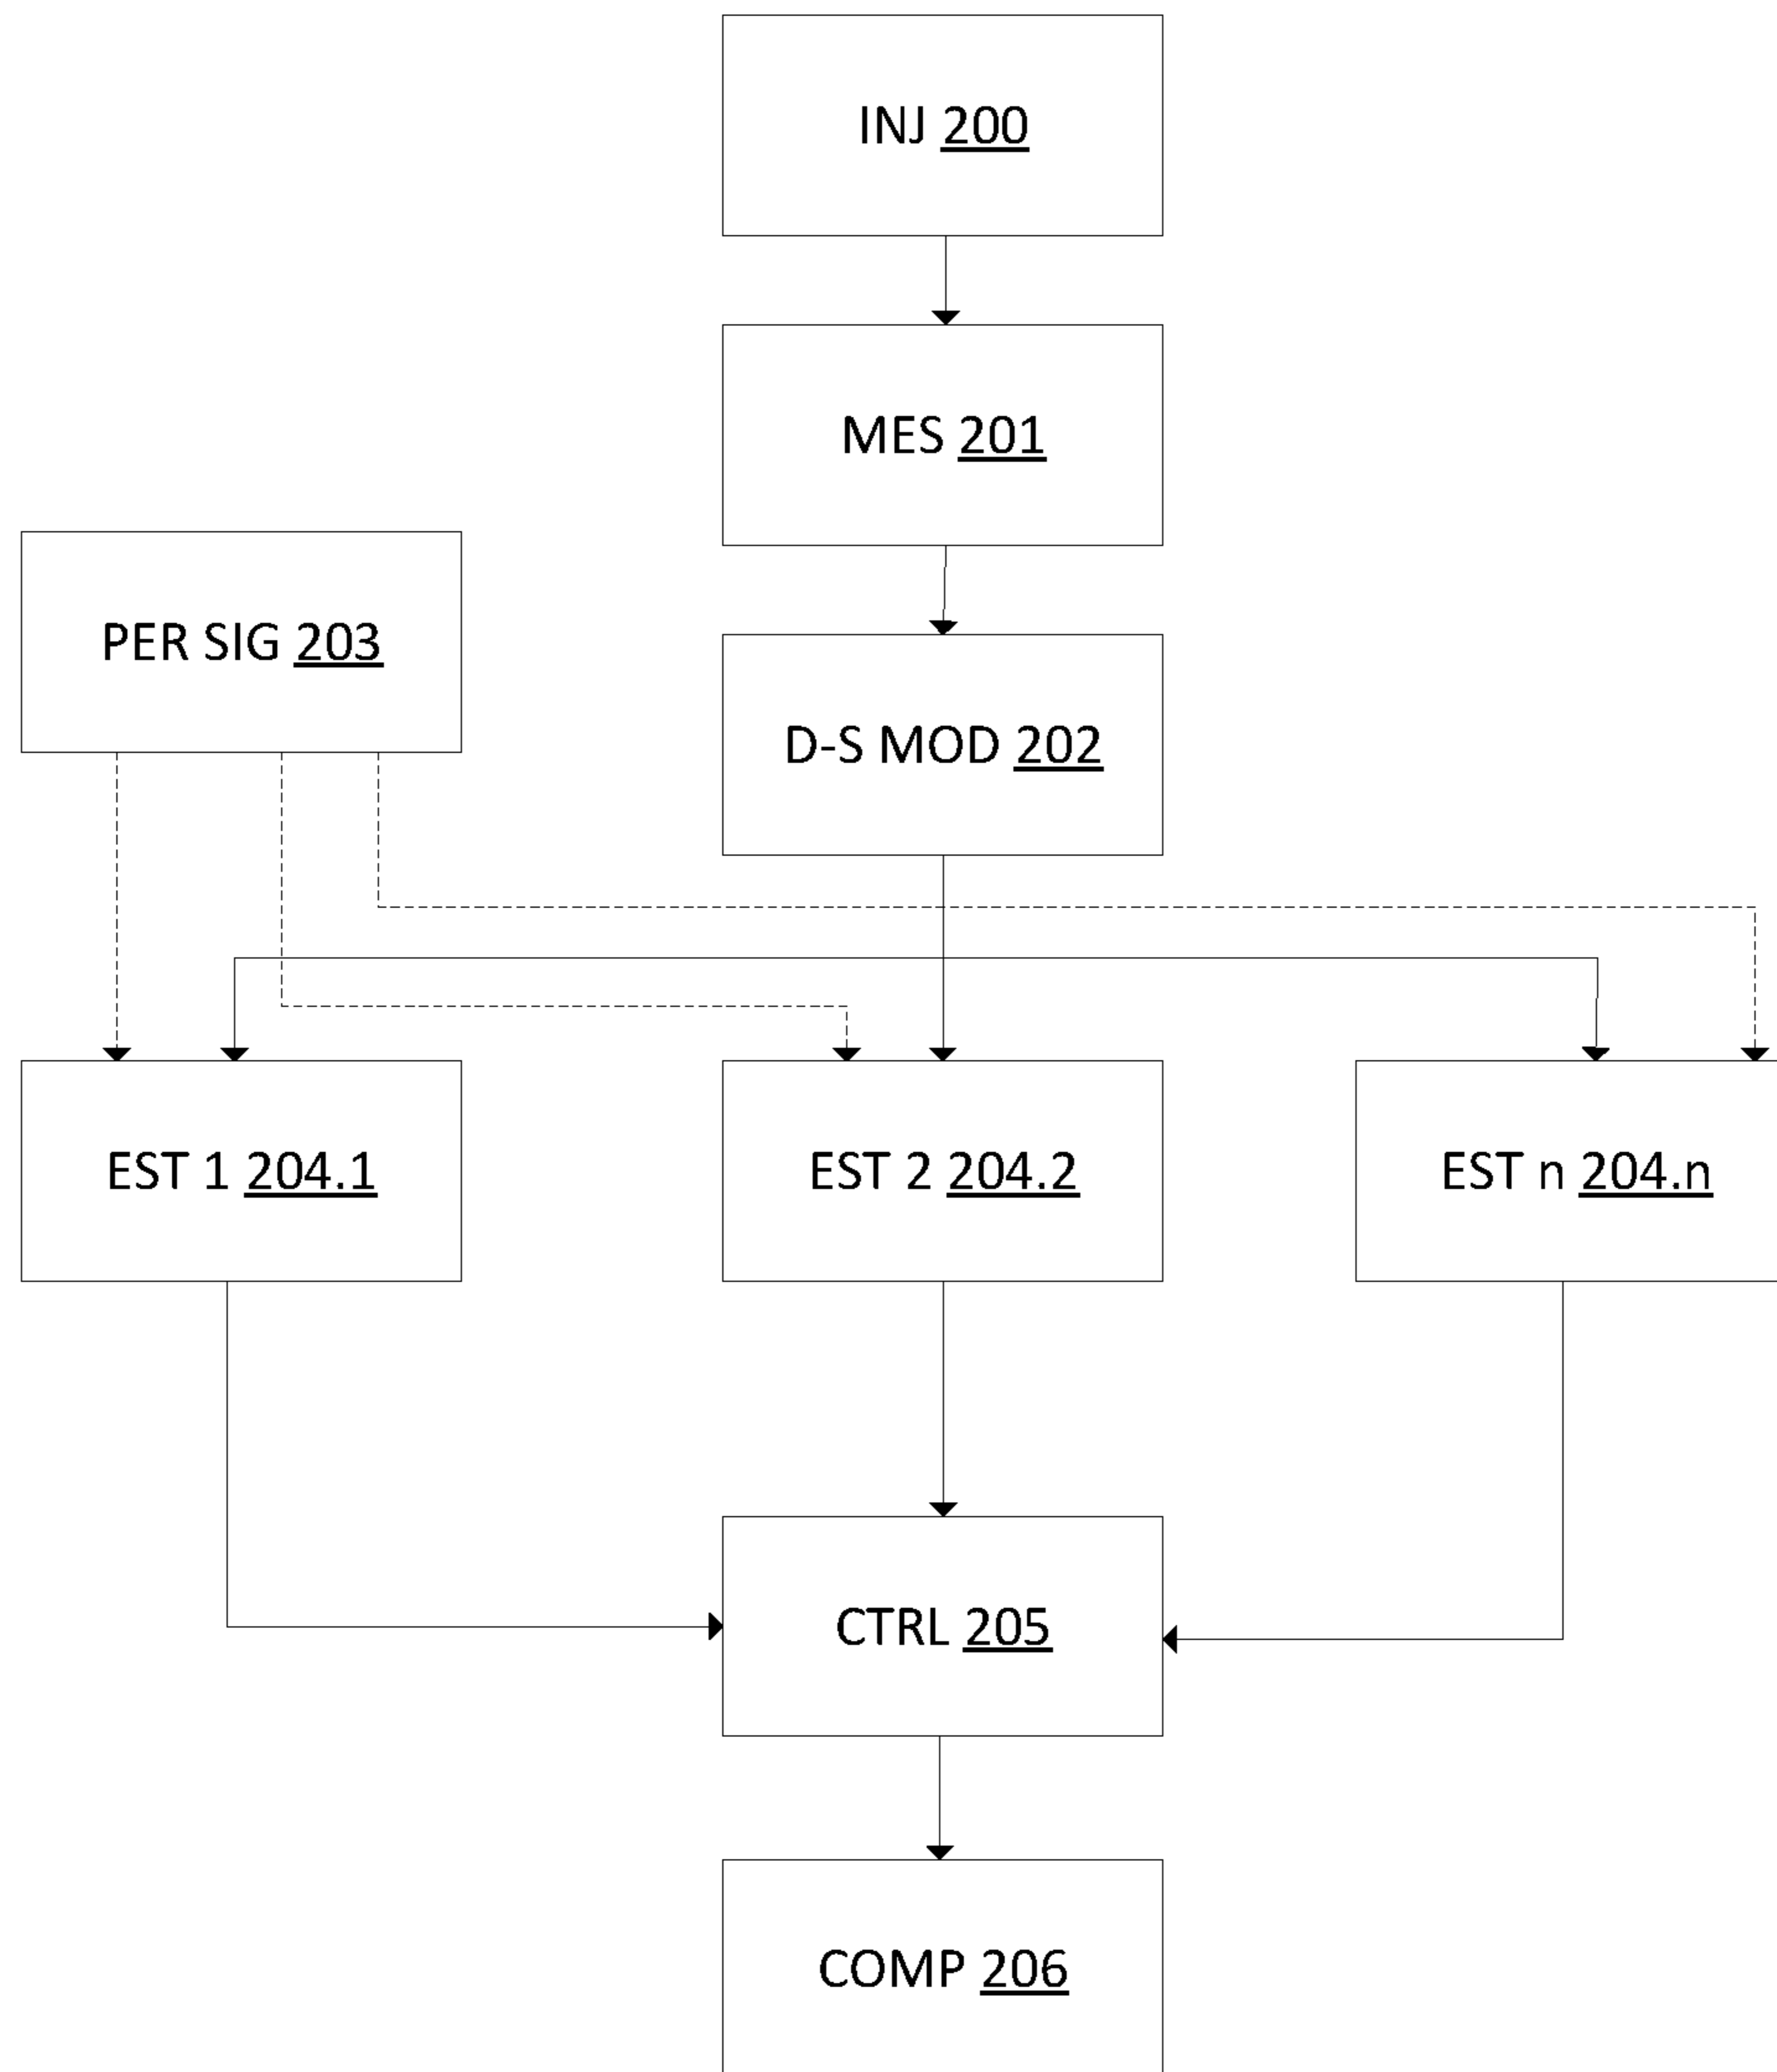 INJ 200
MES 201
PER SIG 203
D-S MOD 202
EST 1 204.1
EST 2 204.2
EST n 204.n
CTRL 205
COMP 206